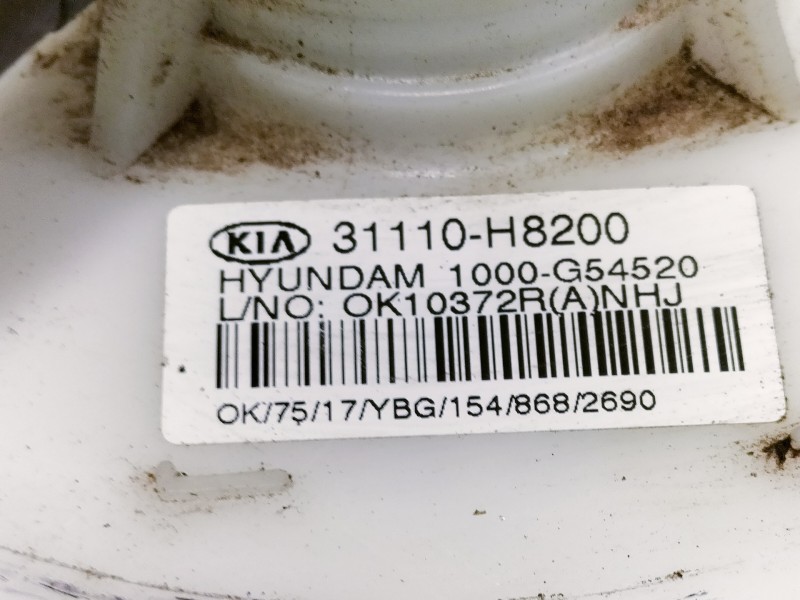 KIA 31110-H8200
HYUNDAM 1000-G54520
L/NO: OK10372R(A)NHJ
OK/75/17/YBG/154/868/2690